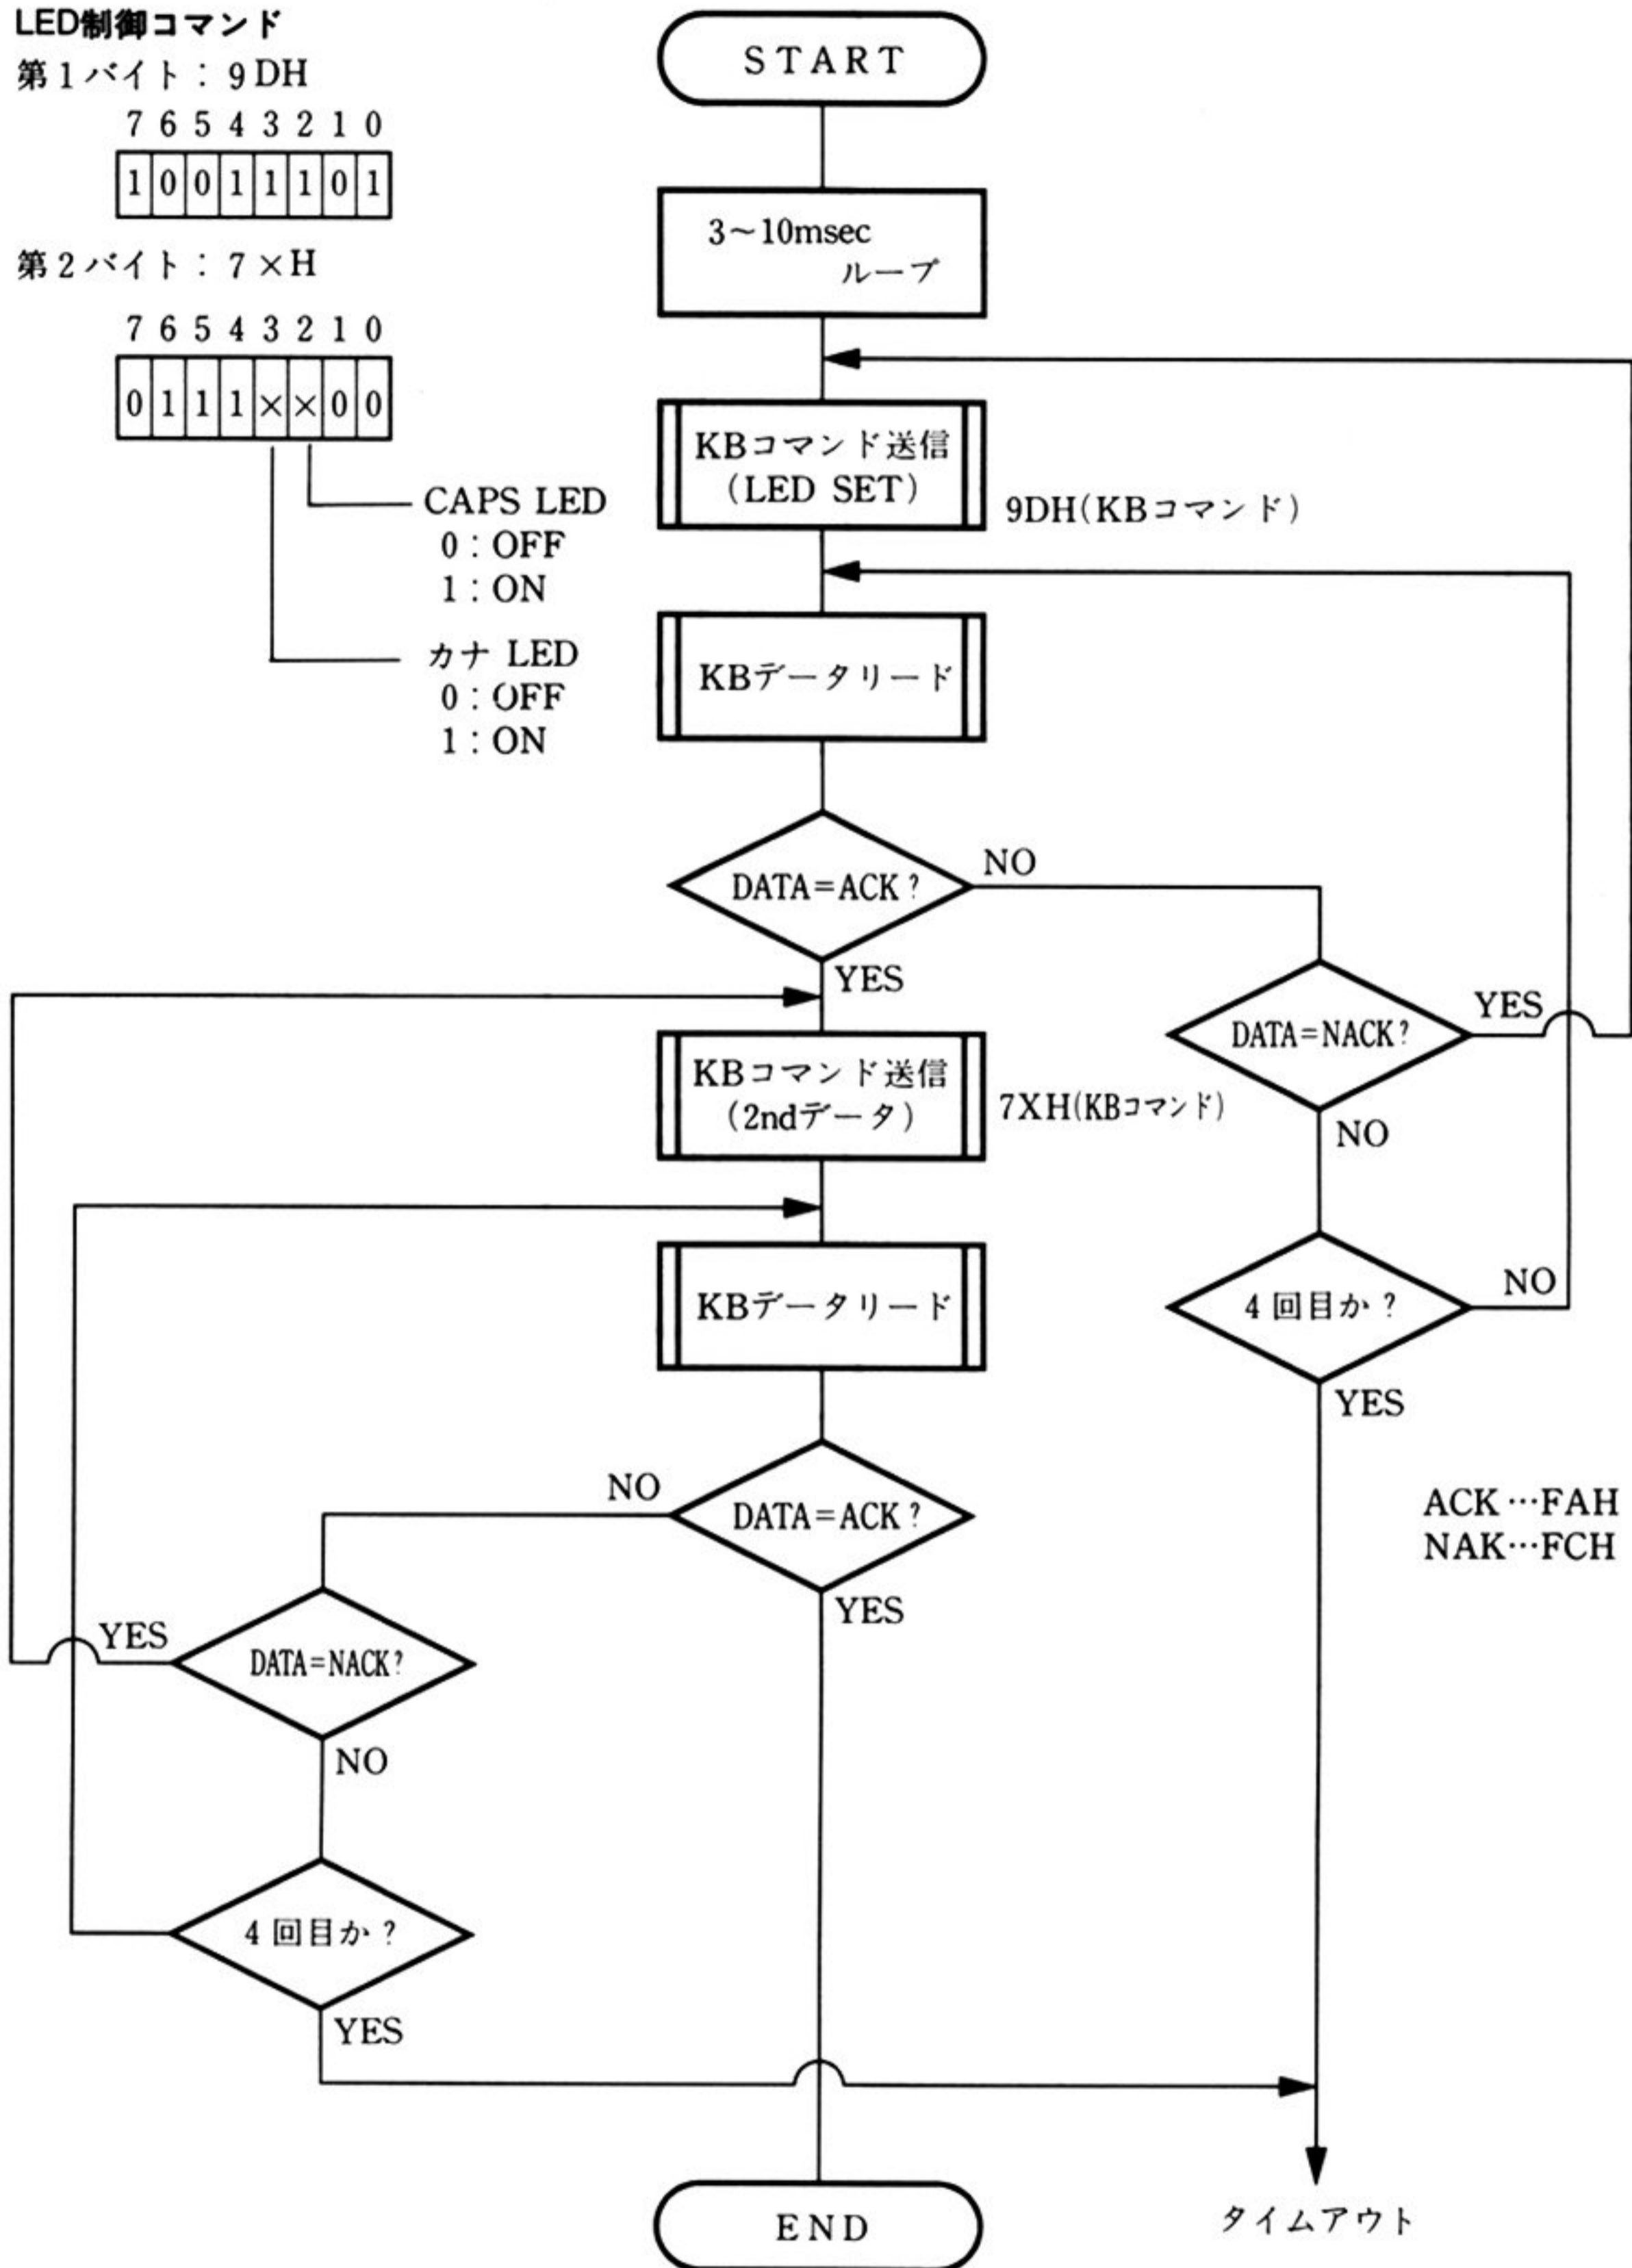 LED制御コマンド
第1バイト：9DH
7 6 5 4 3 2 1 0
1 0 0 1 1 1 0 1
第2バイト：7×H
7 6 5 4 3 2 1 0
0 1 1 1 × × 0 0
CAPS LED
0：OFF
1：ON
カナ LED
0：OFF
1：ON
START
3～10msec
ループ
KBコマンド送信
(LED SET)
9DH(KBコマンド)
KBデータリード
DATA=ACK?
NO
YES
DATA=NACK?
YES
NO
KBコマンド送信
(2ndデータ)
7XH(KBコマンド)
4回目か?
NO
YES
KBデータリード
DATA=ACK?
NO
YES
ACK…FAH
NAK…FCH
DATA=NACK?
YES
NO
4回目か?
YES
END
タイムアウト